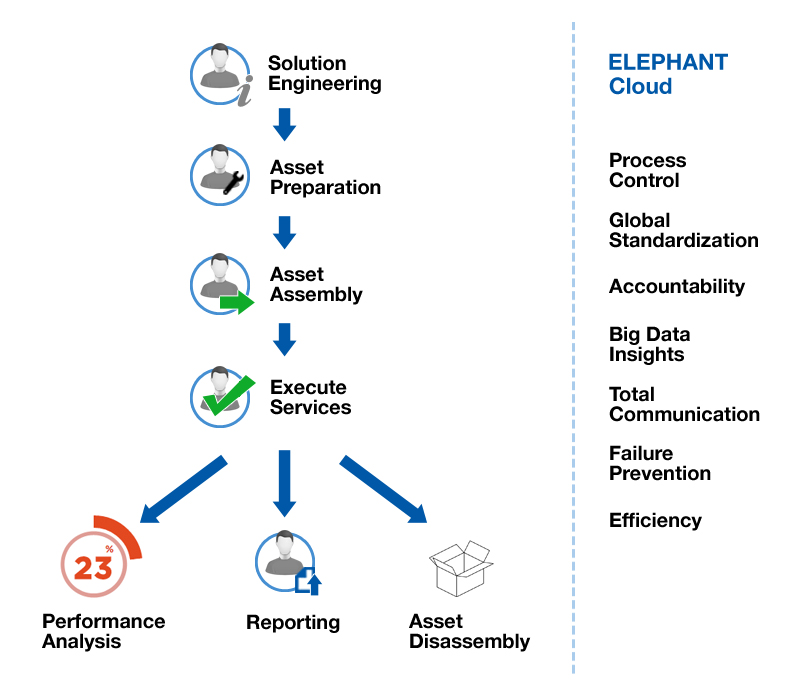 Solution
Engineering
i
Asset
Preparation
Asset
Assembly
Execute
Services
23%
Performance
Analysis
Reporting
Asset
Disassembly
ELEPHANT
Cloud
Process
Control
Global
Standardization
Accountability
Big Data
Insights
Total
Communication
Failure
Prevention
Efficiency